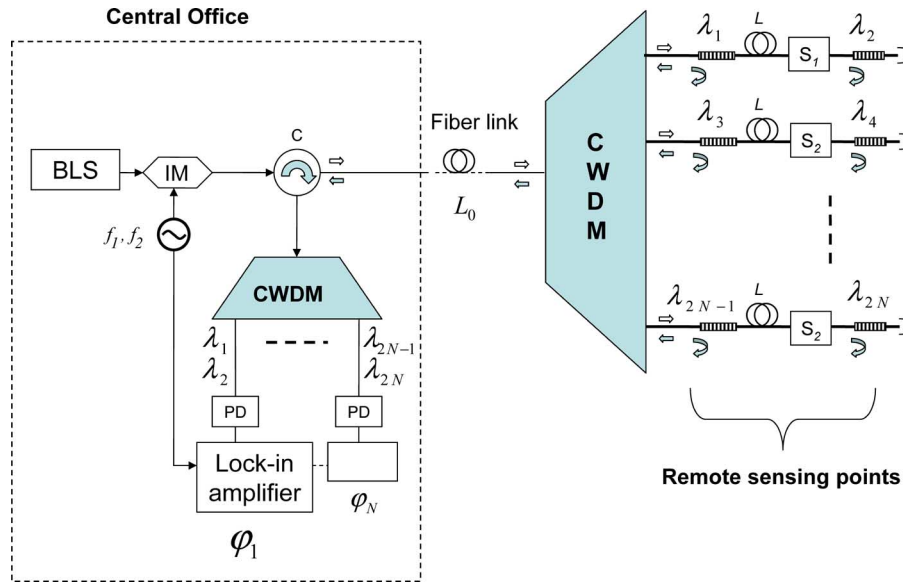 Central Office
BLS
IM
C
f1, f2
CWDM
λ1
λ2
λ2N−1
λ2N
PD
PD
Lock-in
amplifier
φ1
φN
Fiber link
L0
CWDM
λ1
L
S1
λ2
λ3
L
S2
λ4
λ2N−1
L
S2
λ2N
Remote sensing points